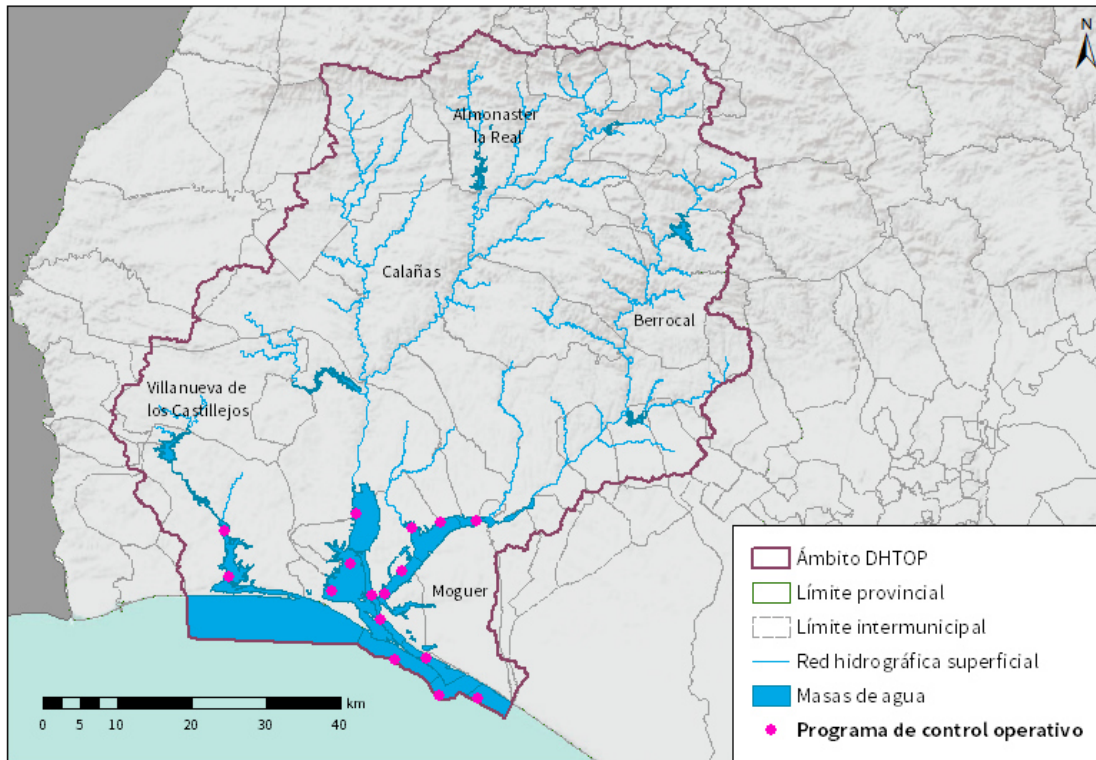 N
Almonaster
la Real
Calañas
Berrocal
Villanueva de
los Castillejos
Moguer
km
0 5 10 20 30 40
Ámbito DHTOP
Límite provincial
Límite intermunicipal
Red hidrográfica superficial
Masas de agua
Programa de control operativo